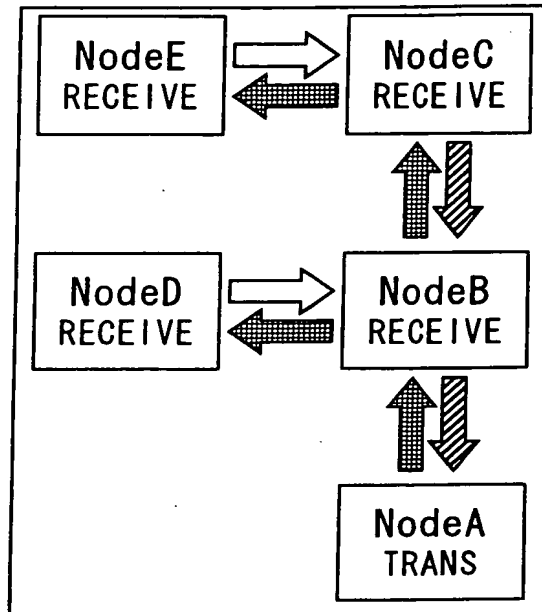 NodeE
RECEIVE
NodeC
RECEIVE
NodeD
RECEIVE
NodeB
RECEIVE
NodeA
TRANS